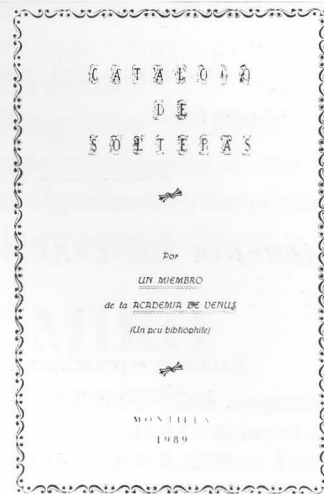 CATALOGO
DE
SOLTERAS
Por
UN MIEMBRO
de la ACADEMIA DE VENUS
(Un peu bibliophile)
MONTILLA
1989